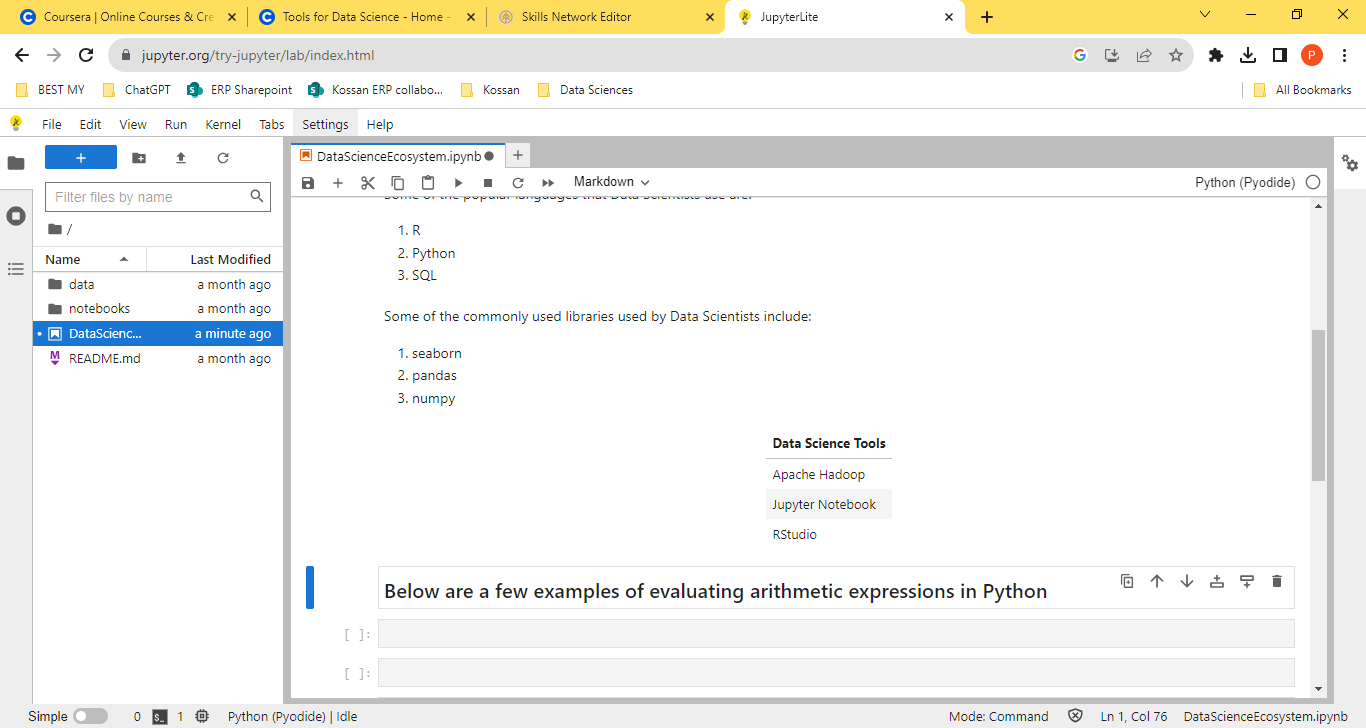 Coursera | Online Courses & Cre
Tools for Data Science - Home -
Skills Network Editor
JupyterLite
jupyter.org/try-jupyter/lab/index.html
P
BEST MY
ChatGPT
ERP Sharepoint
Kossan ERP collabo...
Kossan
Data Sciences
All Bookmarks
File Edit View Run Kernel Tabs Settings Help
DataScienceEcosystem.ipynb
Filter files by name
Markdown
Python (Pyodide)
/
Name Last Modified
data a month ago
notebooks a month ago
DataScienc... a minute ago
README.md a month ago
Some of the popular languages that Data Scientists use are:
1. R
2. Python
3. SQL
Some of the commonly used libraries used by Data Scientists include:
1. seaborn
2. pandas
3. numpy
Data Science Tools
Apache Hadoop
Jupyter Notebook
RStudio
Below are a few examples of evaluating arithmetic expressions in Python
[ ]:
[ ]:
Simple 0 $_ 1 Python (Pyodide) | Idle Mode: Command Ln 1, Col 76 DataScienceEcosystem.ipynb